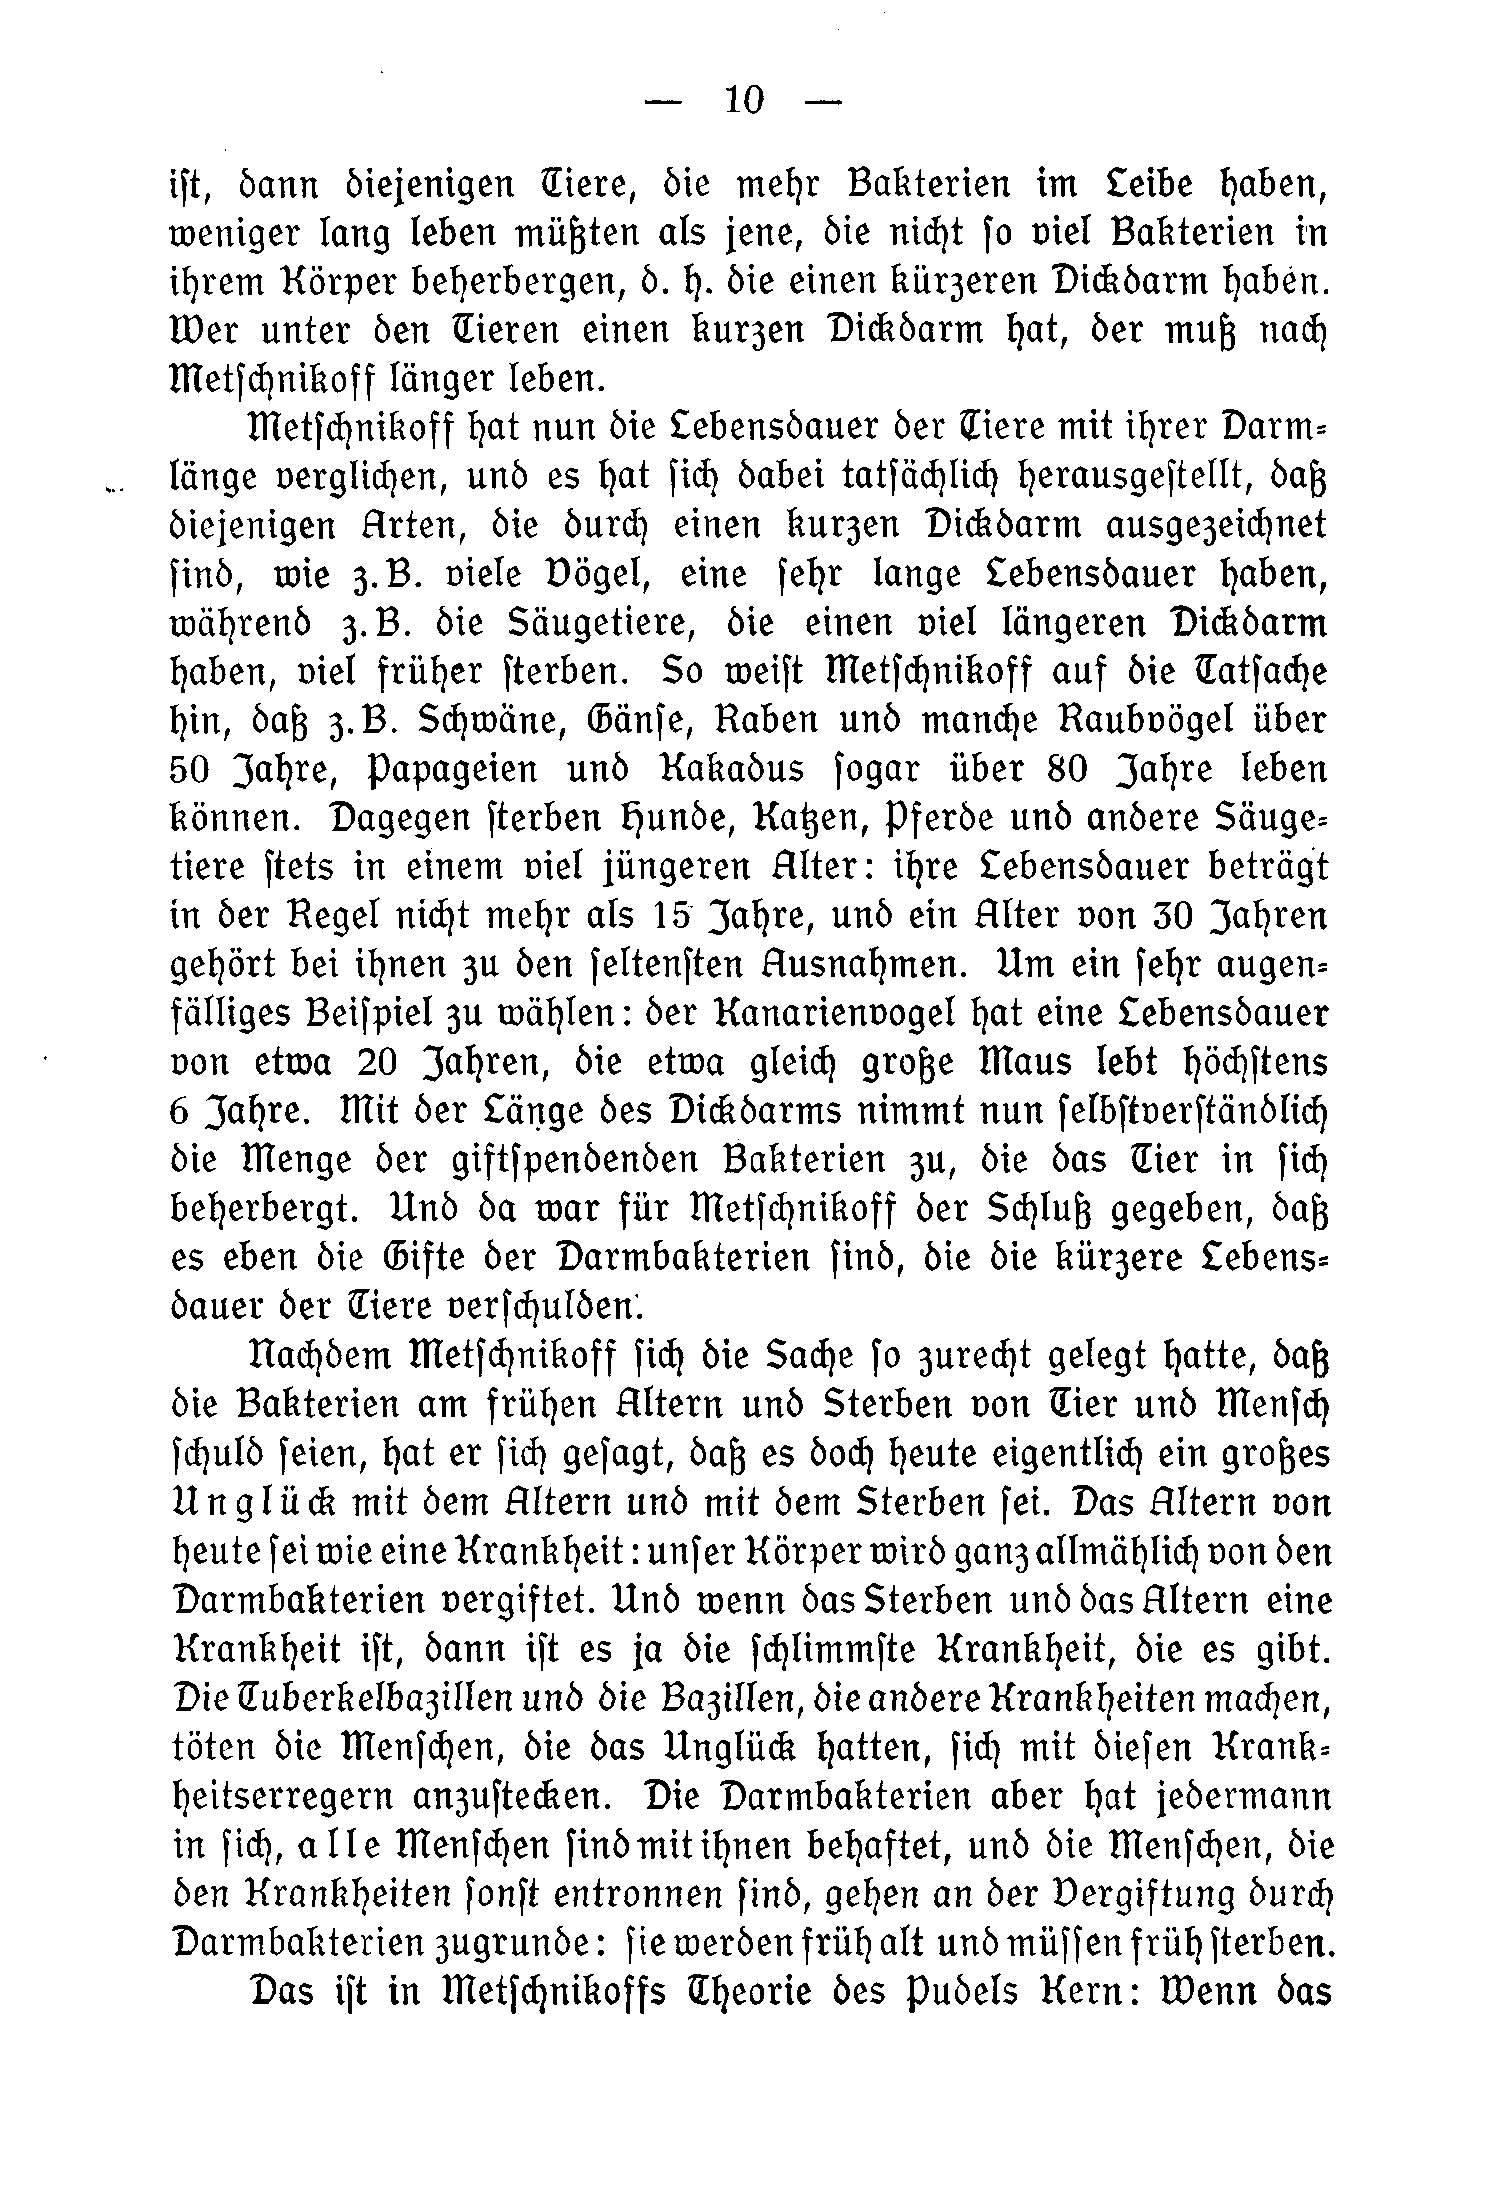 — 10 —
iſt, dann diejenigen Tiere, die mehr Bakterien im Leibe haben,
weniger lang leben müßten als jene, die nicht ſo viel Bakterien in
ihrem Körper beherbergen, d. h. die einen kürzeren Dickdarm haben.
Wer unter den Tieren einen kurzen Dickdarm hat, der muß nach
Metſchnikoff länger leben.
Metſchnikoff hat nun die Lebensdauer der Tiere mit ihrer Darm⸗
länge verglichen, und es hat ſich dabei tatſächlich herausgeſtellt, daß
diejenigen Arten, die durch einen kurzen Dickdarm ausgezeichnet
ſind, wie z. B. viele Vögel, eine ſehr lange Lebensdauer haben,
während z. B. die Säugetiere, die einen viel längeren Dickdarm
haben, viel früher ſterben. So weiſt Metſchnikoff auf die Tatſache
hin, daß z. B. Schwäne, Gänſe, Raben und manche Raubvögel über
50 Jahre, Papageien und Kakadus ſogar über 80 Jahre leben
können. Dagegen ſterben Hunde, Katzen, Pferde und andere Säuge⸗
tiere ſtets in einem viel jüngeren Alter: ihre Lebensdauer beträgt
in der Regel nicht mehr als 15 Jahre, und ein Alter von 30 Jahren
gehört bei ihnen zu den ſeltenſten Ausnahmen. Um ein ſehr augen⸗
fälliges Beiſpiel zu wählen: der Kanarienvogel hat eine Lebensdauer
von etwa 20 Jahren, die etwa gleich große Maus lebt höchſtens
6 Jahre. Mit der Länge des Dickdarms nimmt nun ſelbſtverſtändlich
die Menge der giftſpendenden Bakterien zu, die das Tier in ſich
beherbergt. Und da war für Metſchnikoff der Schluß gegeben, daß
es eben die Gifte der Darmbakterien ſind, die die kürzere Lebens⸗
dauer der Tiere verſchulden.
Nachdem Metſchnikoff ſich die Sache ſo zurecht gelegt hatte, daß
die Bakterien am frühen Altern und Sterben von Tier und Menſch
ſchuld ſeien, hat er ſich geſagt, daß es doch heute eigentlich ein großes
Unglück mit dem Altern und mit dem Sterben ſei. Das Altern von
heute ſei wie eine Krankheit: unſer Körper wird ganz allmählich von den
Darmbakterien vergiftet. Und wenn das Sterben und das Altern eine
Krankheit iſt, dann iſt es ja die ſchlimmſte Krankheit, die es gibt.
Die Tuberkelbazillen und die Bazillen, die andere Krankheiten machen,
töten die Menſchen, die das Unglück hatten, ſich mit dieſen Krank⸗
heitserregern anzuſtecken. Die Darmbakterien aber hat jedermann
in ſich, alle Menſchen ſind mit ihnen behaftet, und die Menſchen, die
den Krankheiten ſonſt entronnen ſind, gehen an der Vergiftung durch
Darmbakterien zugrunde: ſie werden früh alt und müſſen früh ſterben.
Das iſt in Metſchnikoffs Theorie des Pudels Kern: Wenn das